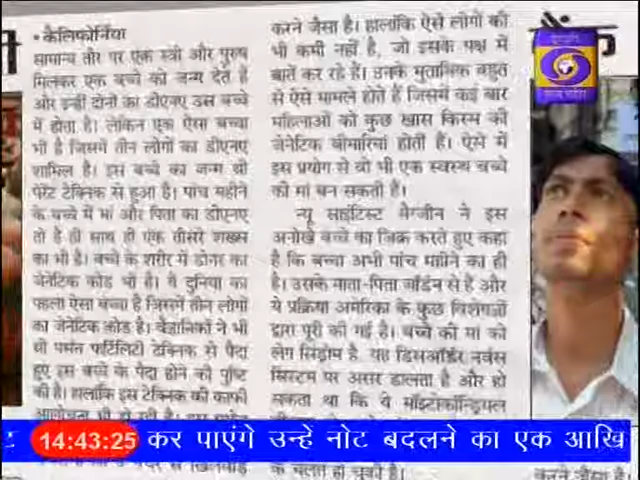 • कैलिफोर्निया
सामान्य तौर पर एक स्त्री और पुरुष
मिलकर एक बच्चे को जन्म देते हैं
और इन्हीं दोनों का डीएनए उस बच्चे
में होता है। लेकिन एक ऐसा बच्चा
भी है जिसमें तीन लोगों का डीएनए
शामिल है। इस बच्चे का जन्म थ्री
पेरेंट टेक्निक से हुआ है। पांच महीने
के बच्चे में मां और पिता का डीएनए
तो है ही साथ ही एक तीसरे शख्स
का भी है। बच्चे के शरीर में डोनर का
जेनेटिक कोड भी है। ये दुनिया का
पहला ऐसा बच्चा है जिसमें तीन लोगों
का जेनेटिक कोड है। वैज्ञानिकों ने भी
थ्री पर्सन फर्टिलिटी टेक्निक से पैदा
हुए इस बच्चे के पैदा होने की पुष्टि
की है। हालांकि इस टेक्निक की काफी
करने जैसा है। हालांकि ऐसे लोगों की
भी कमी नहीं है, जो इसके पक्ष में
बातें कर रहे हैं। उनके मुताबिक बहुत
से ऐसे मामले होते हैं जिसमें कई बार
महिलाओं को कुछ खास किस्म की
जेनेटिक बीमारियां होती हैं। ऐसे में
इस प्रयोग से वो भी एक स्वस्थ बच्चे
की मां बन सकती हैं।
न्यू साइंटिस्ट मैग्जीन ने इस
अनोखे बच्चे का जिक्र करते हुए कहा
है कि बच्चा अभी पांच महीने का ही
है। उसके माता-पिता जॉर्डन से हैं और
ये प्रक्रिया अमेरिका के कुछ विशेषज्ञों
द्वारा पूरी की गई है। बच्चे की मां को
लेग सिंड्रोम है, यह डिसऑर्डर नर्वस
सिस्टम पर असर डालता है और हो
सकता था कि ये माइटोकॉन्ड्रियल
14:43:25 कर पाएंगे उन्हे नोट बदलने का एक आखि
के चलते हो चुकी है।
करने जैसा है।